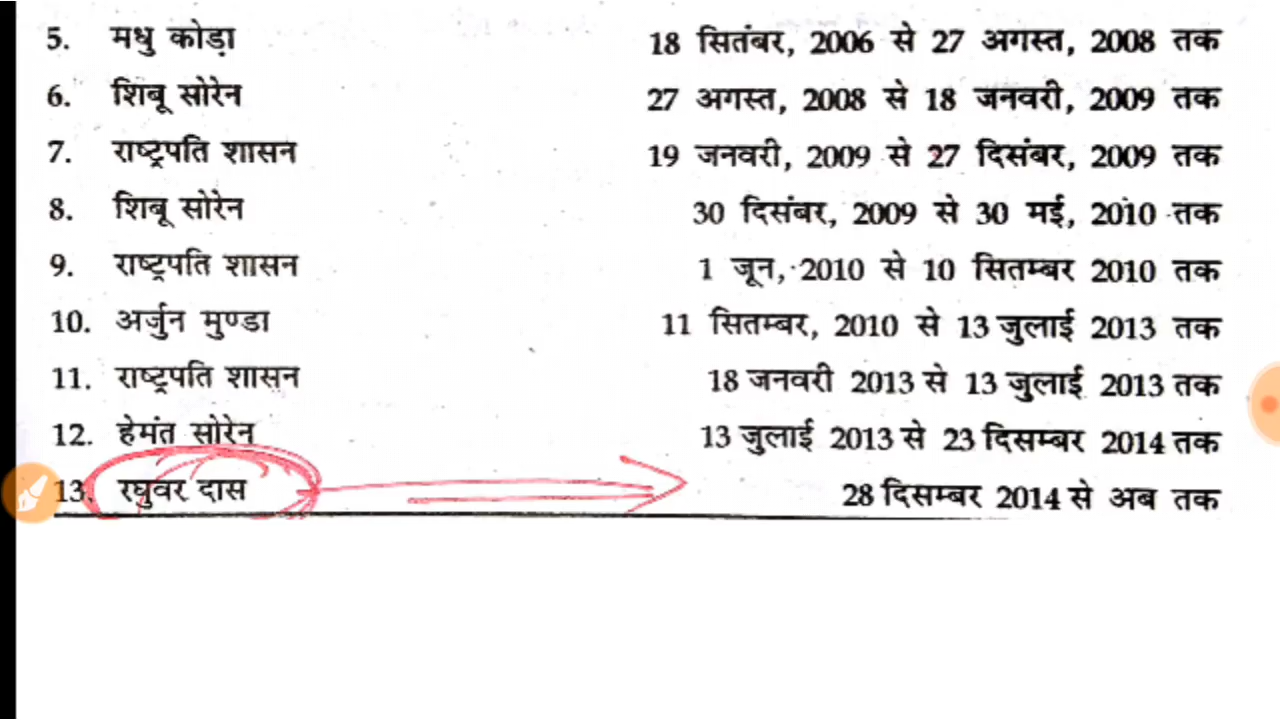 5. मधु कोड़ा 18 सितंबर, 2006 से 27 अगस्त, 2008 तक
6. शिबू सोरेन 27 अगस्त, 2008 से 18 जनवरी, 2009 तक
7. राष्ट्रपति शासन 19 जनवरी, 2009 से 27 दिसंबर, 2009 तक
8. शिबू सोरेन 30 दिसंबर, 2009 से 30 मई, 2010 तक
9. राष्ट्रपति शासन 1 जून, 2010 से 10 सितम्बर 2010 तक
10. अर्जुन मुण्डा 11 सितम्बर, 2010 से 13 जुलाई 2013 तक
11. राष्ट्रपति शासन 18 जनवरी 2013 से 13 जुलाई 2013 तक
12. हेमंत सोरेन 13 जुलाई 2013 से 23 दिसम्बर 2014 तक
13. रघुवर दास 28 दिसम्बर 2014 से अब तक